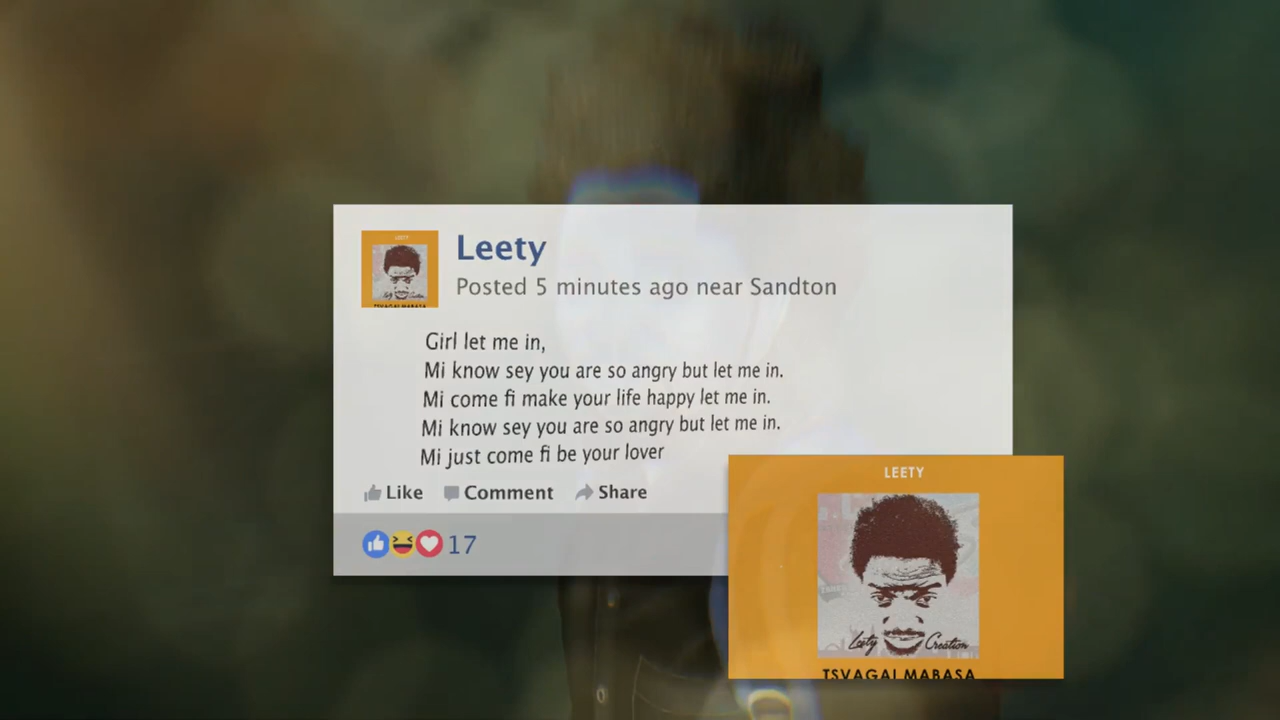 Leety
Posted 5 minutes ago near Sandton
Girl let me in,
Mi know sey you are so angry but let me in.
Mi come fi make your life happy let me in.
Mi know sey you are so angry but let me in.
Mi just come fi be your lover
Like Comment Share
17
LEETY
Leety Creation
TSVAGAI MABASA